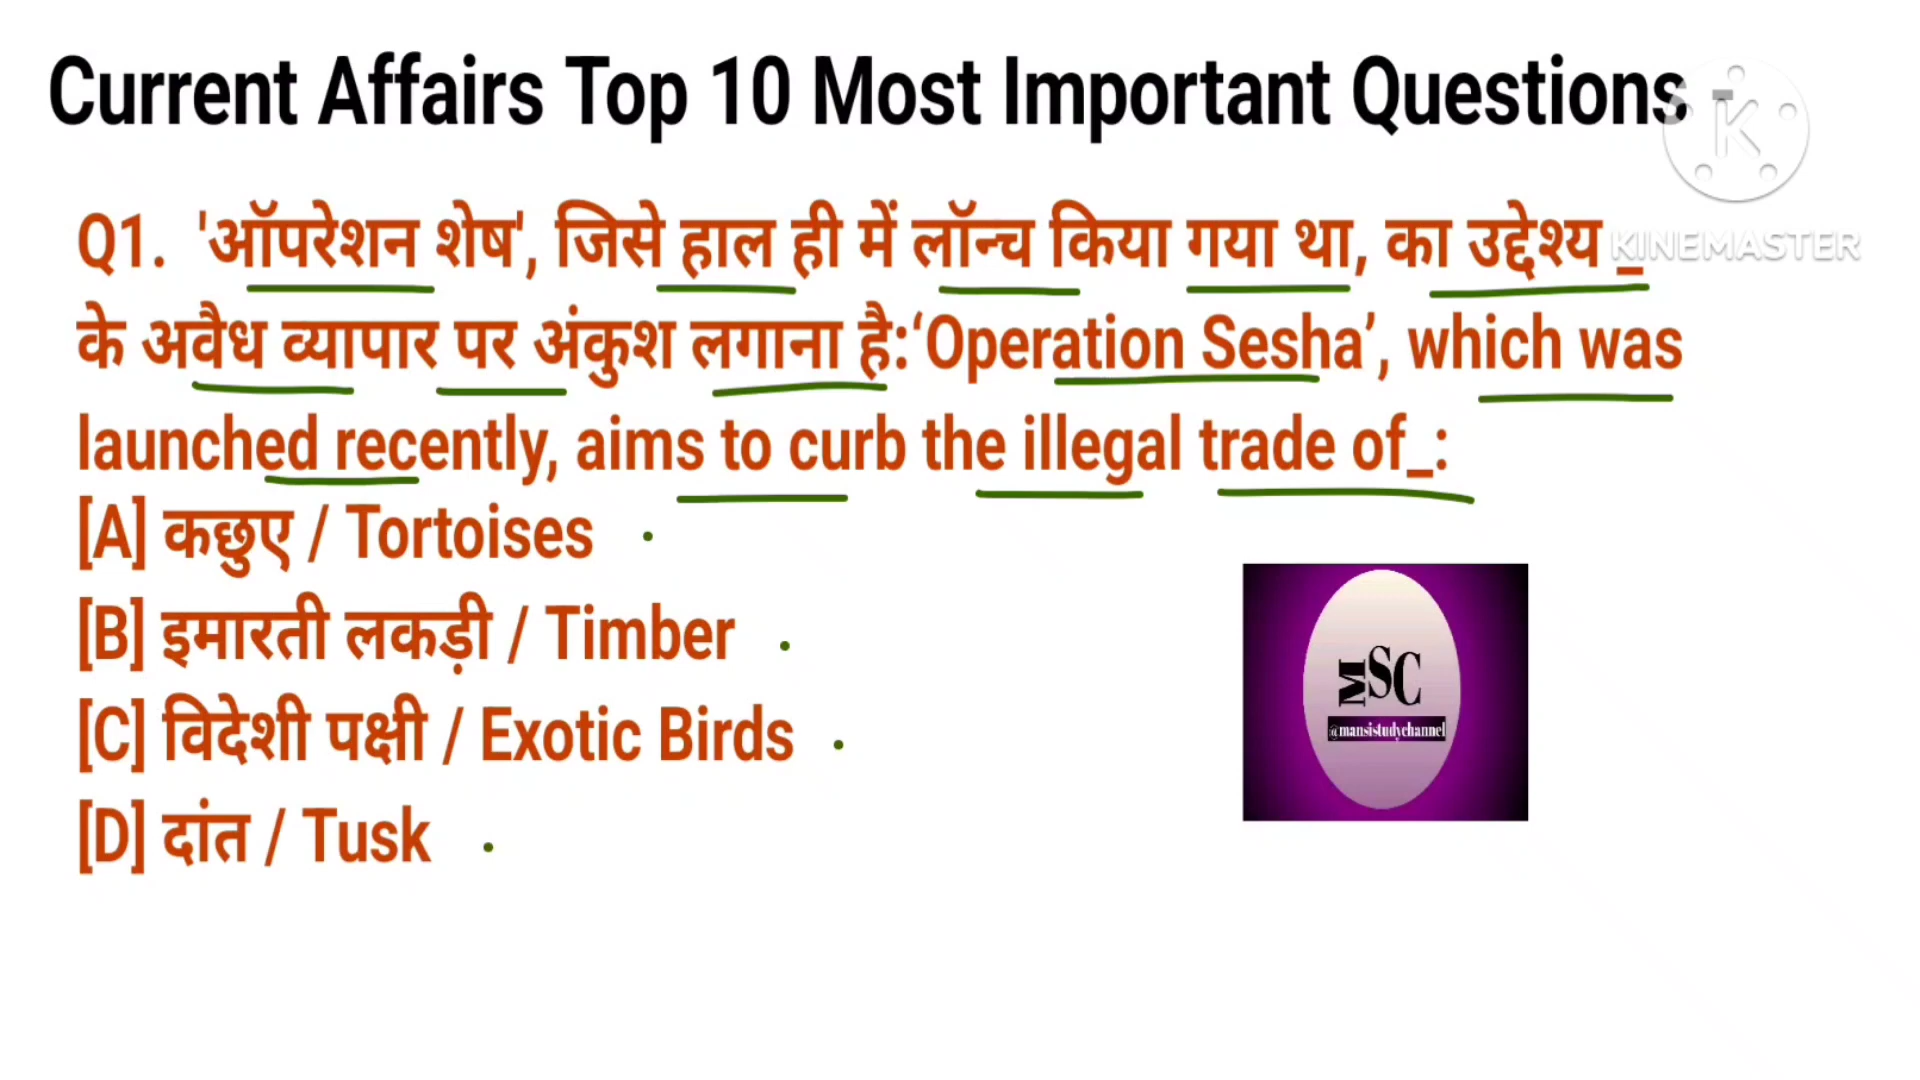 Current Affairs Top 10 Most Important Questions -
Q1. 'ऑपरेशन शेष', जिसे हाल ही में लॉन्च किया गया था, का उद्देश्य _
के अवैध व्यापार पर अंकुश लगाना है:‘Operation Sesha’, which was
launched recently, aims to curb the illegal trade of_:
[A] कछुए / Tortoises
[B] इमारती लकड़ी / Timber
[C] विदेशी पक्षी / Exotic Birds
[D] दांत / Tusk
K
KINEMASTER
MSC
@mansistudychannel